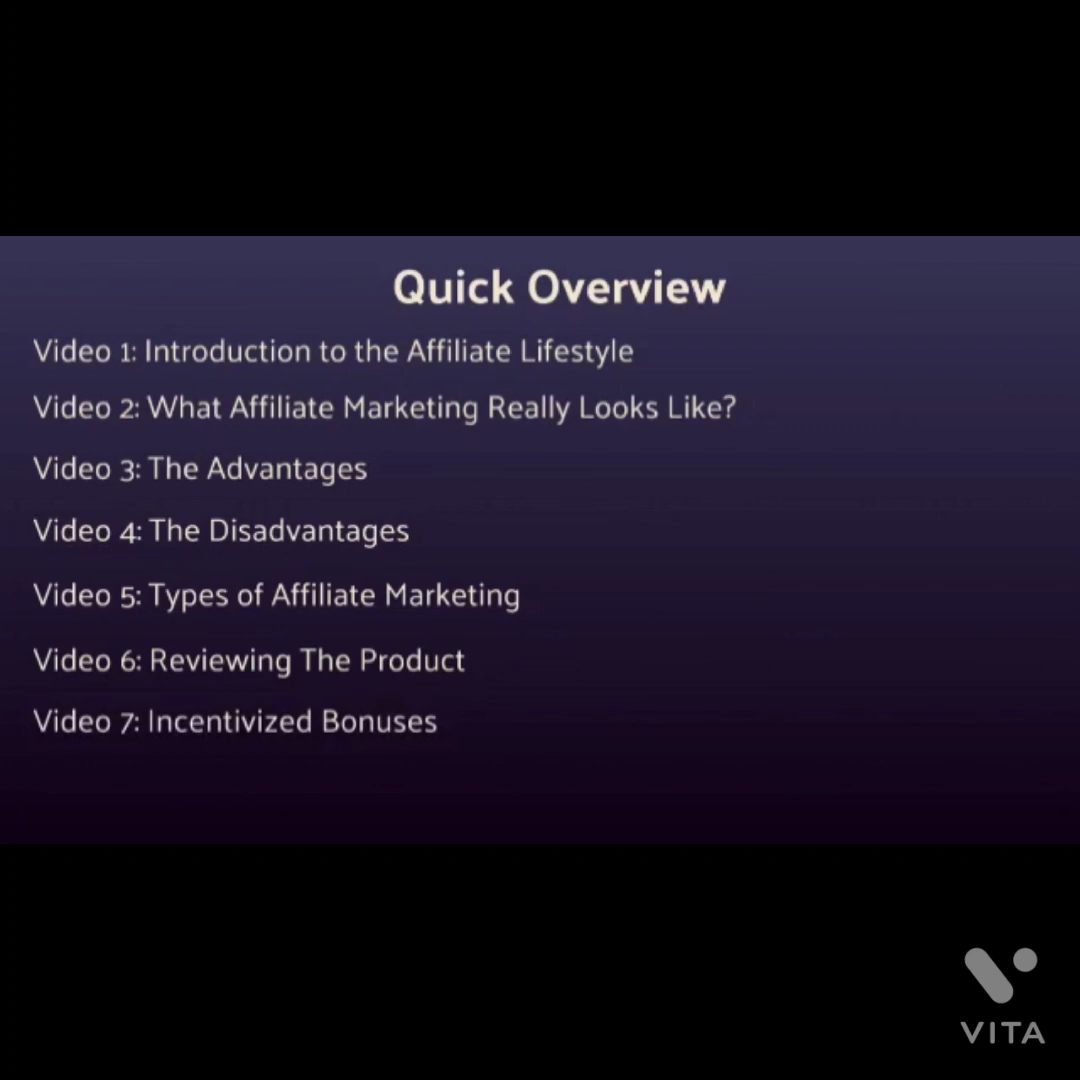 Quick Overview
Video 1: Introduction to the Affiliate Lifestyle
Video 2: What Affiliate Marketing Really Looks Like?
Video 3: The Advantages
Video 4: The Disadvantages
Video 5: Types of Affiliate Marketing
Video 6: Reviewing The Product
Video 7: Incentivized Bonuses
VITA